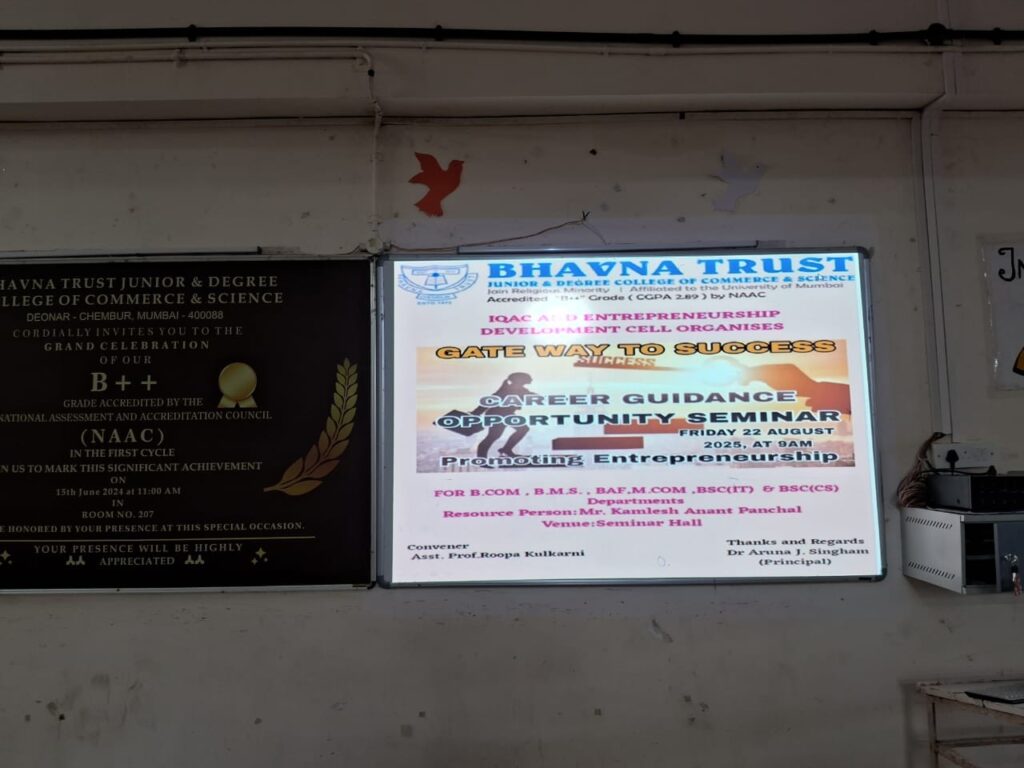 HAVNA TRUST JUNIOR & DEGREE
LLEGE OF COMMERCE & SCIENCE
DEONAR - CHEMBUR, MUMBAI - 400088
CORDIALLY INVITES YOU TO THE
GRAND CELEBRATION
OF OUR
B++
GRADE ACCREDITED BY THE
NATIONAL ASSESSMENT AND ACCREDITATION COUNCIL
(NAAC)
IN THE FIRST CYCLE
N US TO MARK THIS SIGNIFICANT ACHIEVEMENT
ON
15th June 2024 at 11:00 AM
IN
ROOM NO. 207
E HONORED BY YOUR PRESENCE AT THIS SPECIAL OCCASION.
YOUR PRESENCE WILL BE HIGHLY
APPRECIATED
BHAVNA TRUST
JUNIOR & DEGREE COLLEGE OF COMMERCE & SCIENCE
Jain Religious Minority | Affiliated to the University of Mumbai
Accredited "B++" Grade ( CGPA 2.89 ) by NAAC
IQAC AND ENTREPRENEURSHIP
DEVELOPMENT CELL ORGANISES
GATE WAY TO SUCCESS
SUCCESS
CAREER GUIDANCE
OPPORTUNITY SEMINAR
FRIDAY 22 AUGUST
2025, AT 9AM
Promoting Entrepreneurship
FOR B.COM , B.M.S. , BAF,M.COM ,BSC(IT) & BSC(CS)
Departments
Resource Person:Mr. Kamlesh Anant Panchal
Venue:Seminar Hall
Convener
Asst. Prof.Roopa Kulkarni
Thanks and Regards
Dr Aruna J. Singham
(Principal)